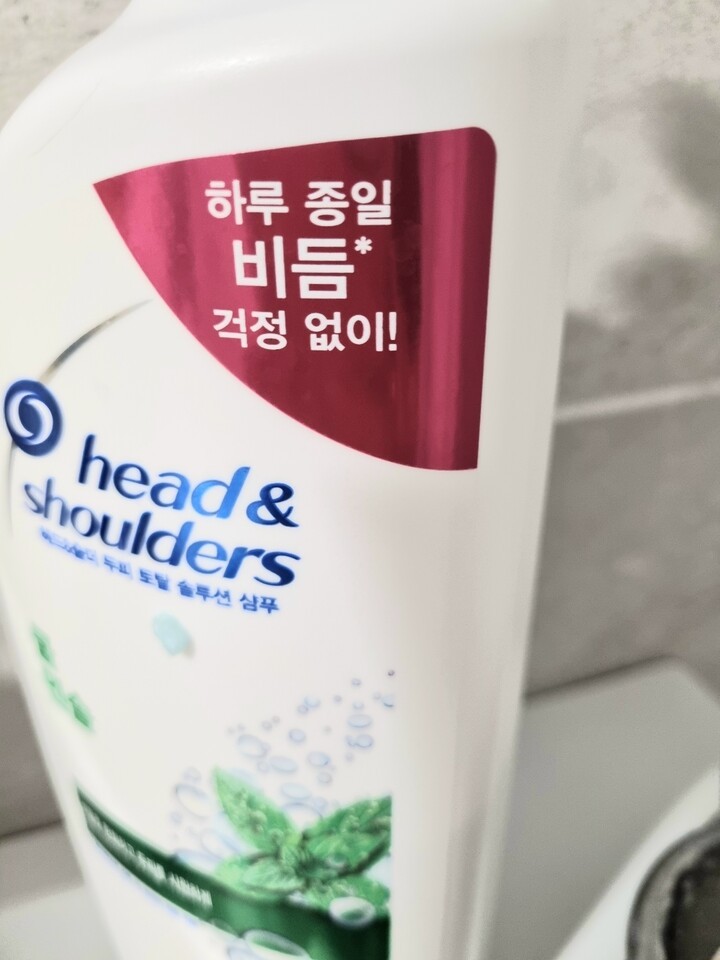 하루 종일
비듬*
걱정 없이!
head&
shoulders
헤드&숄더 두피 토탈 솔루션 샴푸